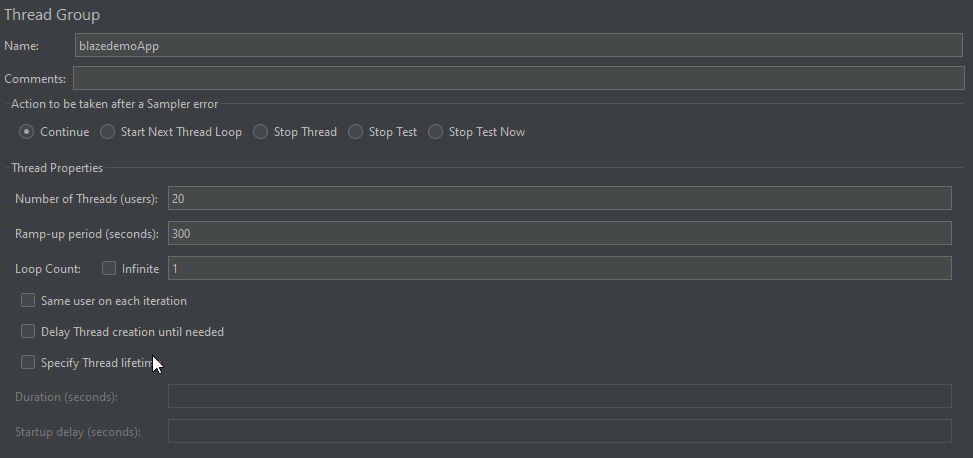 Thread Group
Name: blazedemoApp
Comments:
Action to be taken after a Sampler error
Continue Start Next Thread Loop Stop Thread Stop Test Stop Test Now
Thread Properties
Number of Threads (users): 20
Ramp-up period (seconds): 300
Loop Count: Infinite 1
Same user on each iteration
Delay Thread creation until needed
Specify Thread lifetim
Duration (seconds):
Startup delay (seconds):